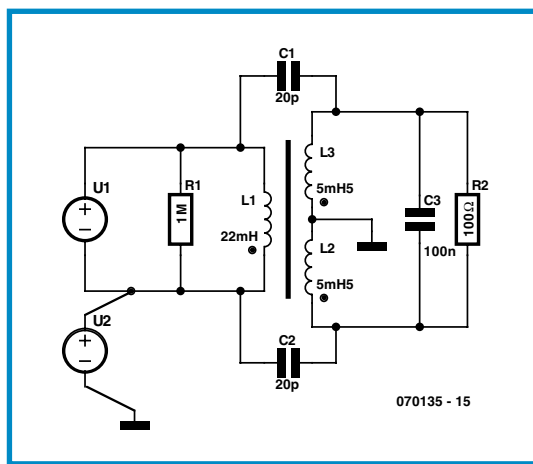 C1
20p
U1
+
−
R1
1M
L1
22mH
L3
5mH5
L2
5mH5
C3
100n
R2
100Ω
U2
+
−
C2
20p
070135 - 15